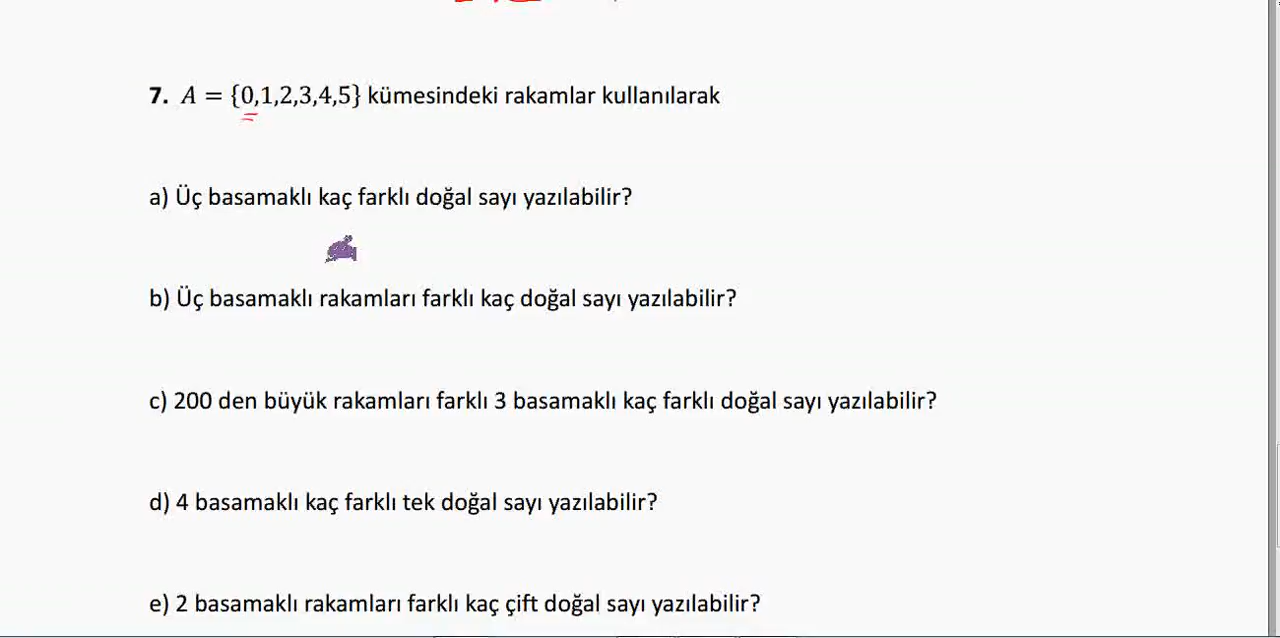 7. A = {0,1,2,3,4,5} kümesindeki rakamlar kullanılarak
a) Üç basamaklı kaç farklı doğal sayı yazılabilir?
b) Üç basamaklı rakamları farklı kaç doğal sayı yazılabilir?
c) 200 den büyük rakamları farklı 3 basamaklı kaç farklı doğal sayı yazılabilir?
d) 4 basamaklı kaç farklı tek doğal sayı yazılabilir?
e) 2 basamaklı rakamları farklı kaç çift doğal sayı yazılabilir?